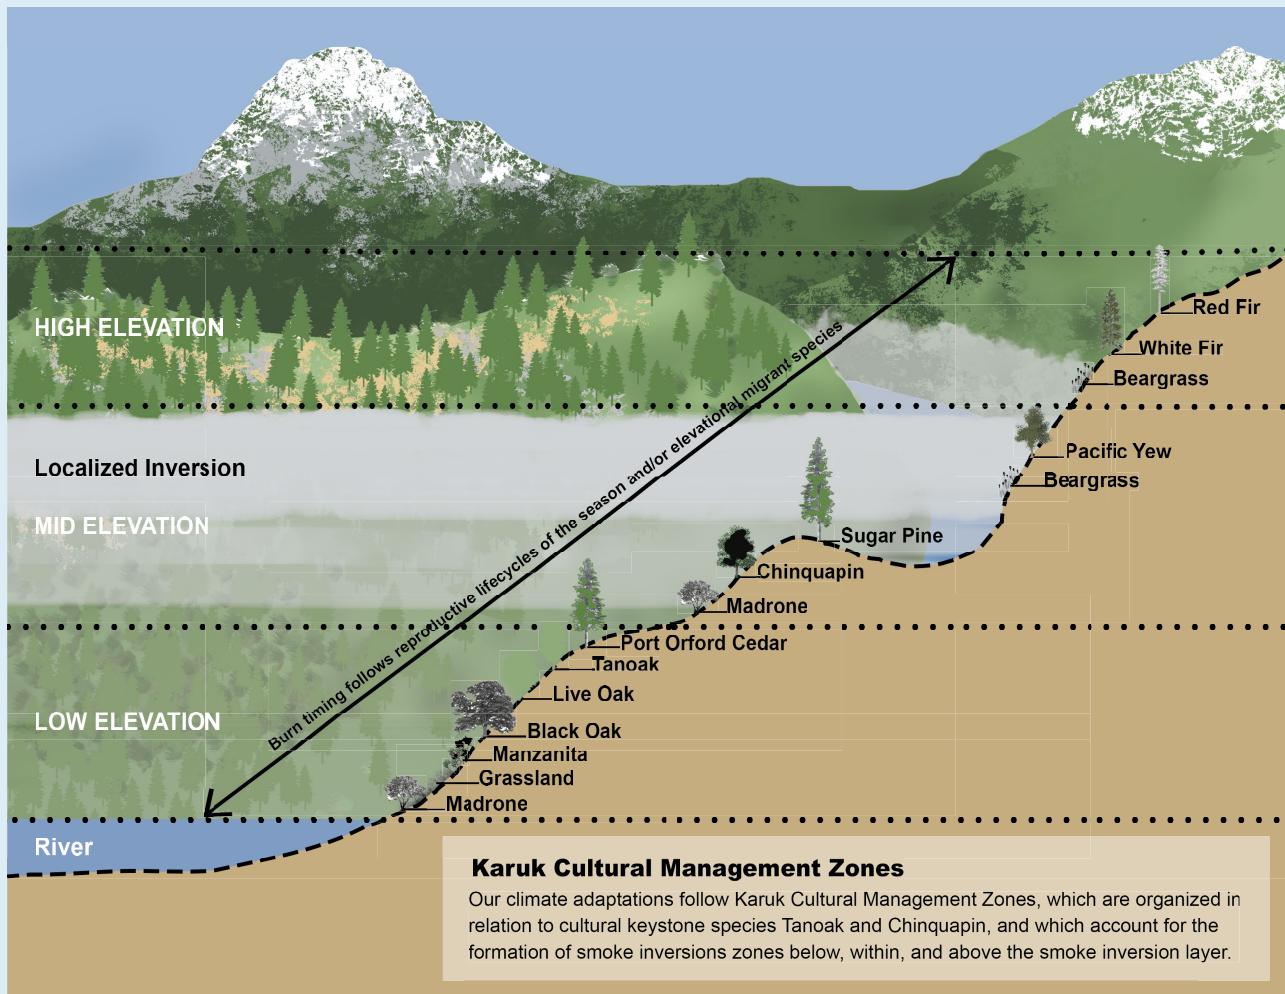 HIGH ELEVATION
Localized Inversion
MID ELEVATION
LOW ELEVATION
River
Burn timing follows reproductive lifecycles of the season and/or elevational migrant species
Red Fir
White Fir
Beargrass
Pacific Yew
Beargrass
Sugar Pine
Chinquapin
Madrone
Port Orford Cedar
Tanoak
Live Oak
Black Oak
Manzanita
Grassland
Madrone
Karuk Cultural Management Zones
Our climate adaptations follow Karuk Cultural Management Zones, which are organized in
relation to cultural keystone species Tanoak and Chinquapin, and which account for the
formation of smoke inversions zones below, within, and above the smoke inversion layer.